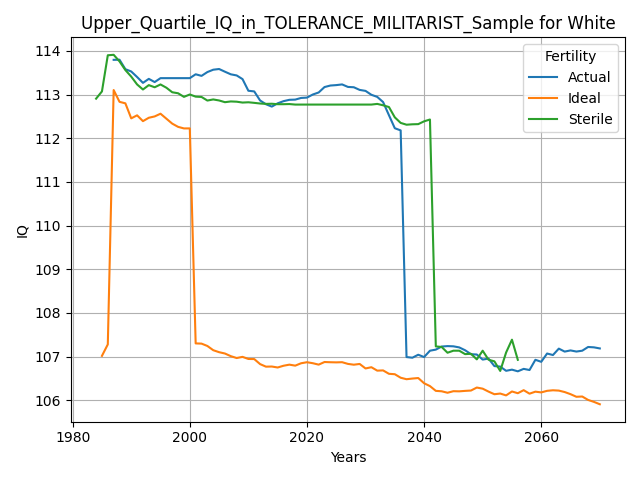 Upper_Quartile_IQ_in_TOLERANCE_MILITARIST_Sample for White
Fertility
Actual
Ideal
Sterile
IQ
114
113
112
111
110
109
108
107
106
1980
2000
2020
2040
2060
Years